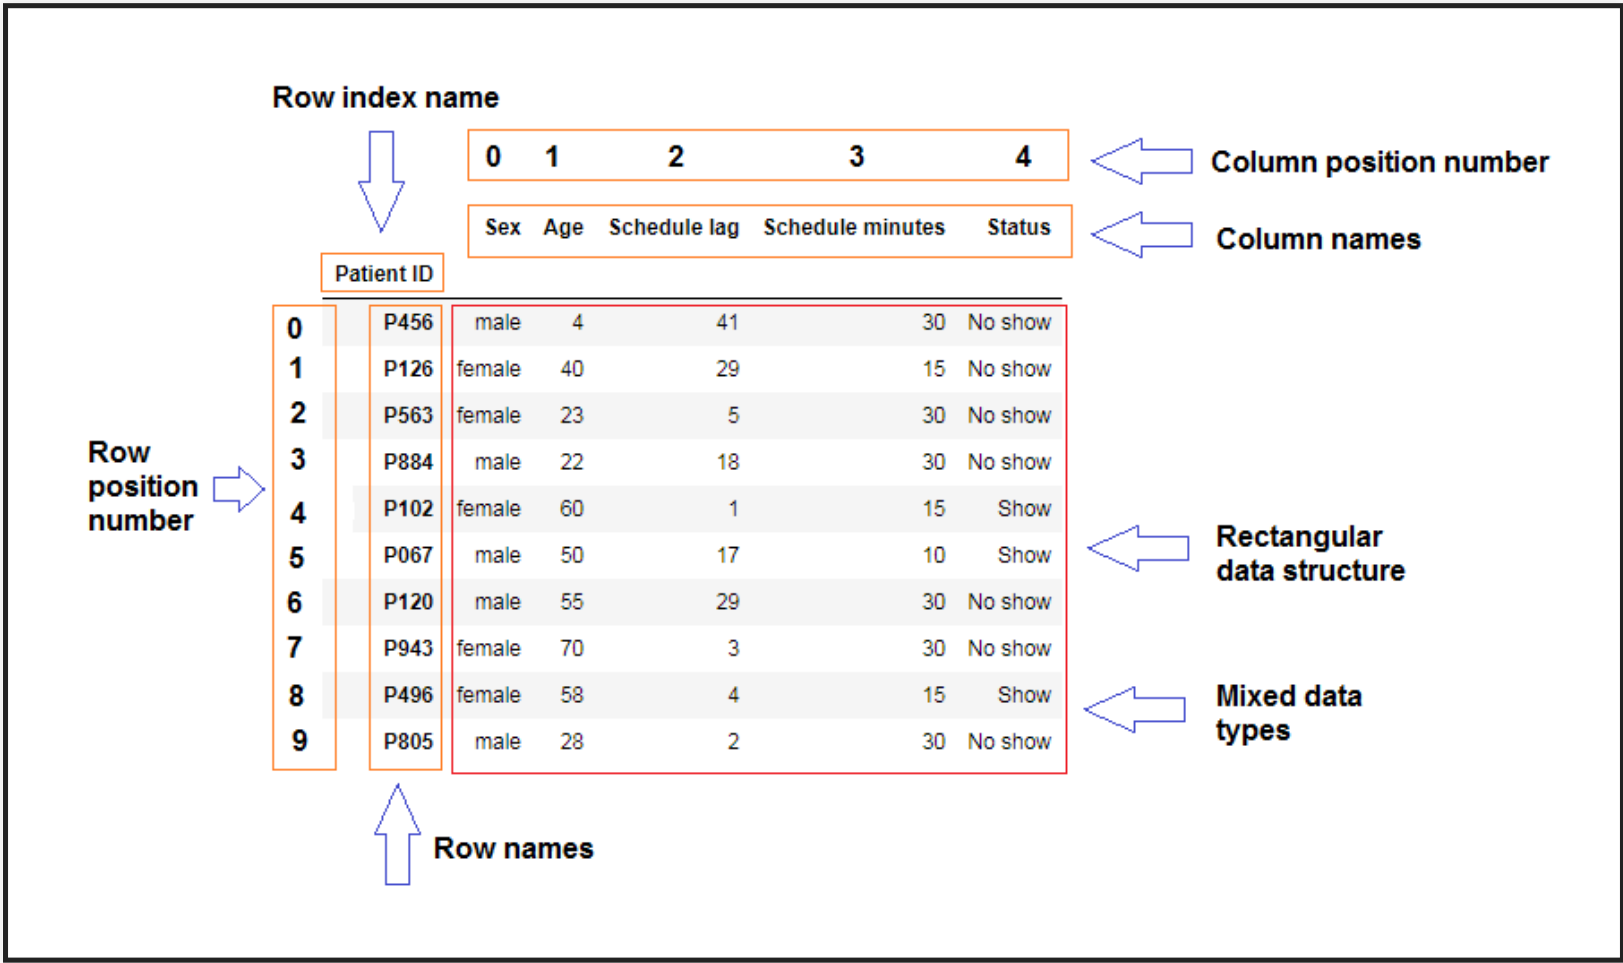 Row index name
0 1 2 3 4
Column position number
Sex Age Schedule lag Schedule minutes Status
Column names
Patient ID
0 P456 male 4 41 30 No show
1 P126 female 40 29 15 No show
2 P563 female 23 5 30 No show
3 P884 male 22 18 30 No show
4 P102 female 60 1 15 Show
5 P067 male 50 17 10 Show
6 P120 male 55 29 30 No show
7 P943 female 70 3 30 No show
8 P496 female 58 4 15 Show
9 P805 male 28 2 30 No show
Row
position
number
Rectangular
data structure
Mixed data
types
Row names